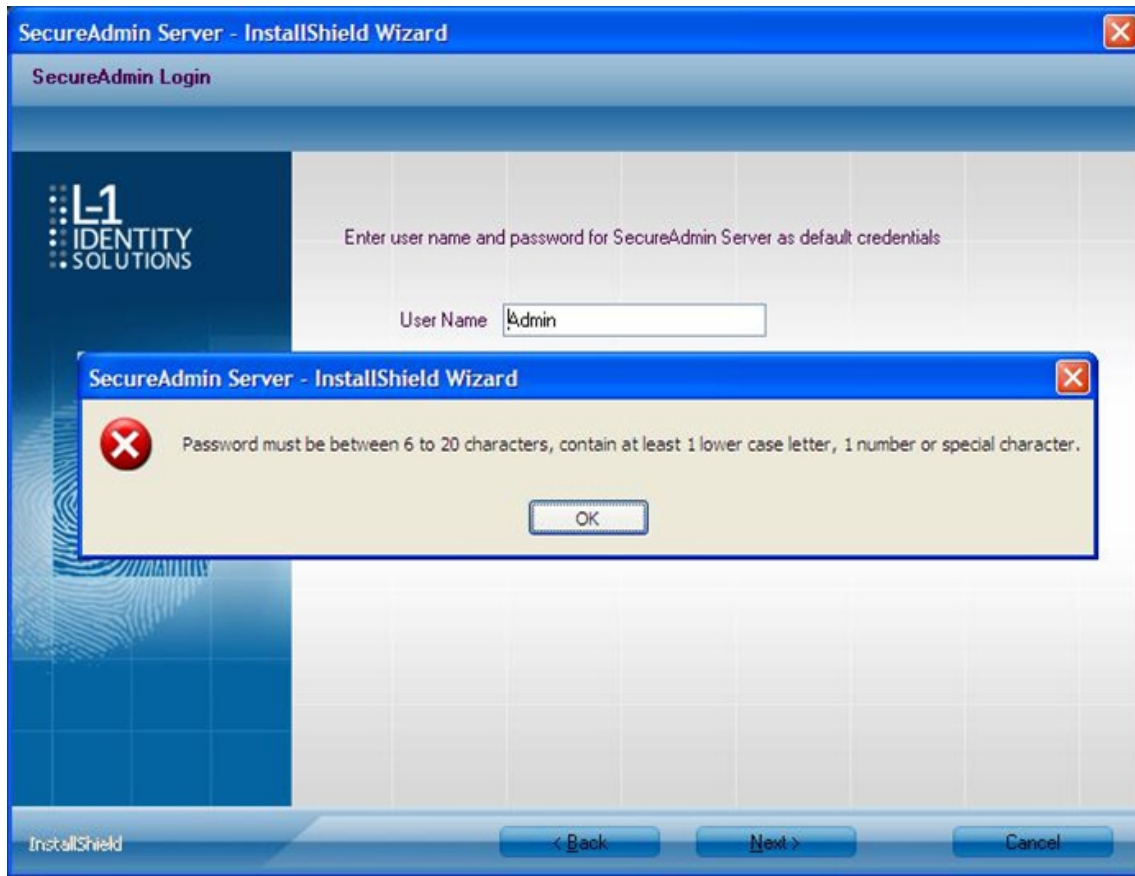 SecureAdmin Server - InstallShield Wizard
SecureAdmin Login
L-1
IDENTITY
SOLUTIONS
Enter user name and password for SecureAdmin Server as default credentials
User Name Admin
SecureAdmin Server - InstallShield Wizard
Password must be between 6 to 20 characters, contain at least 1 lower case letter, 1 number or special character.
OK
InstallShield
< Back Next > Cancel